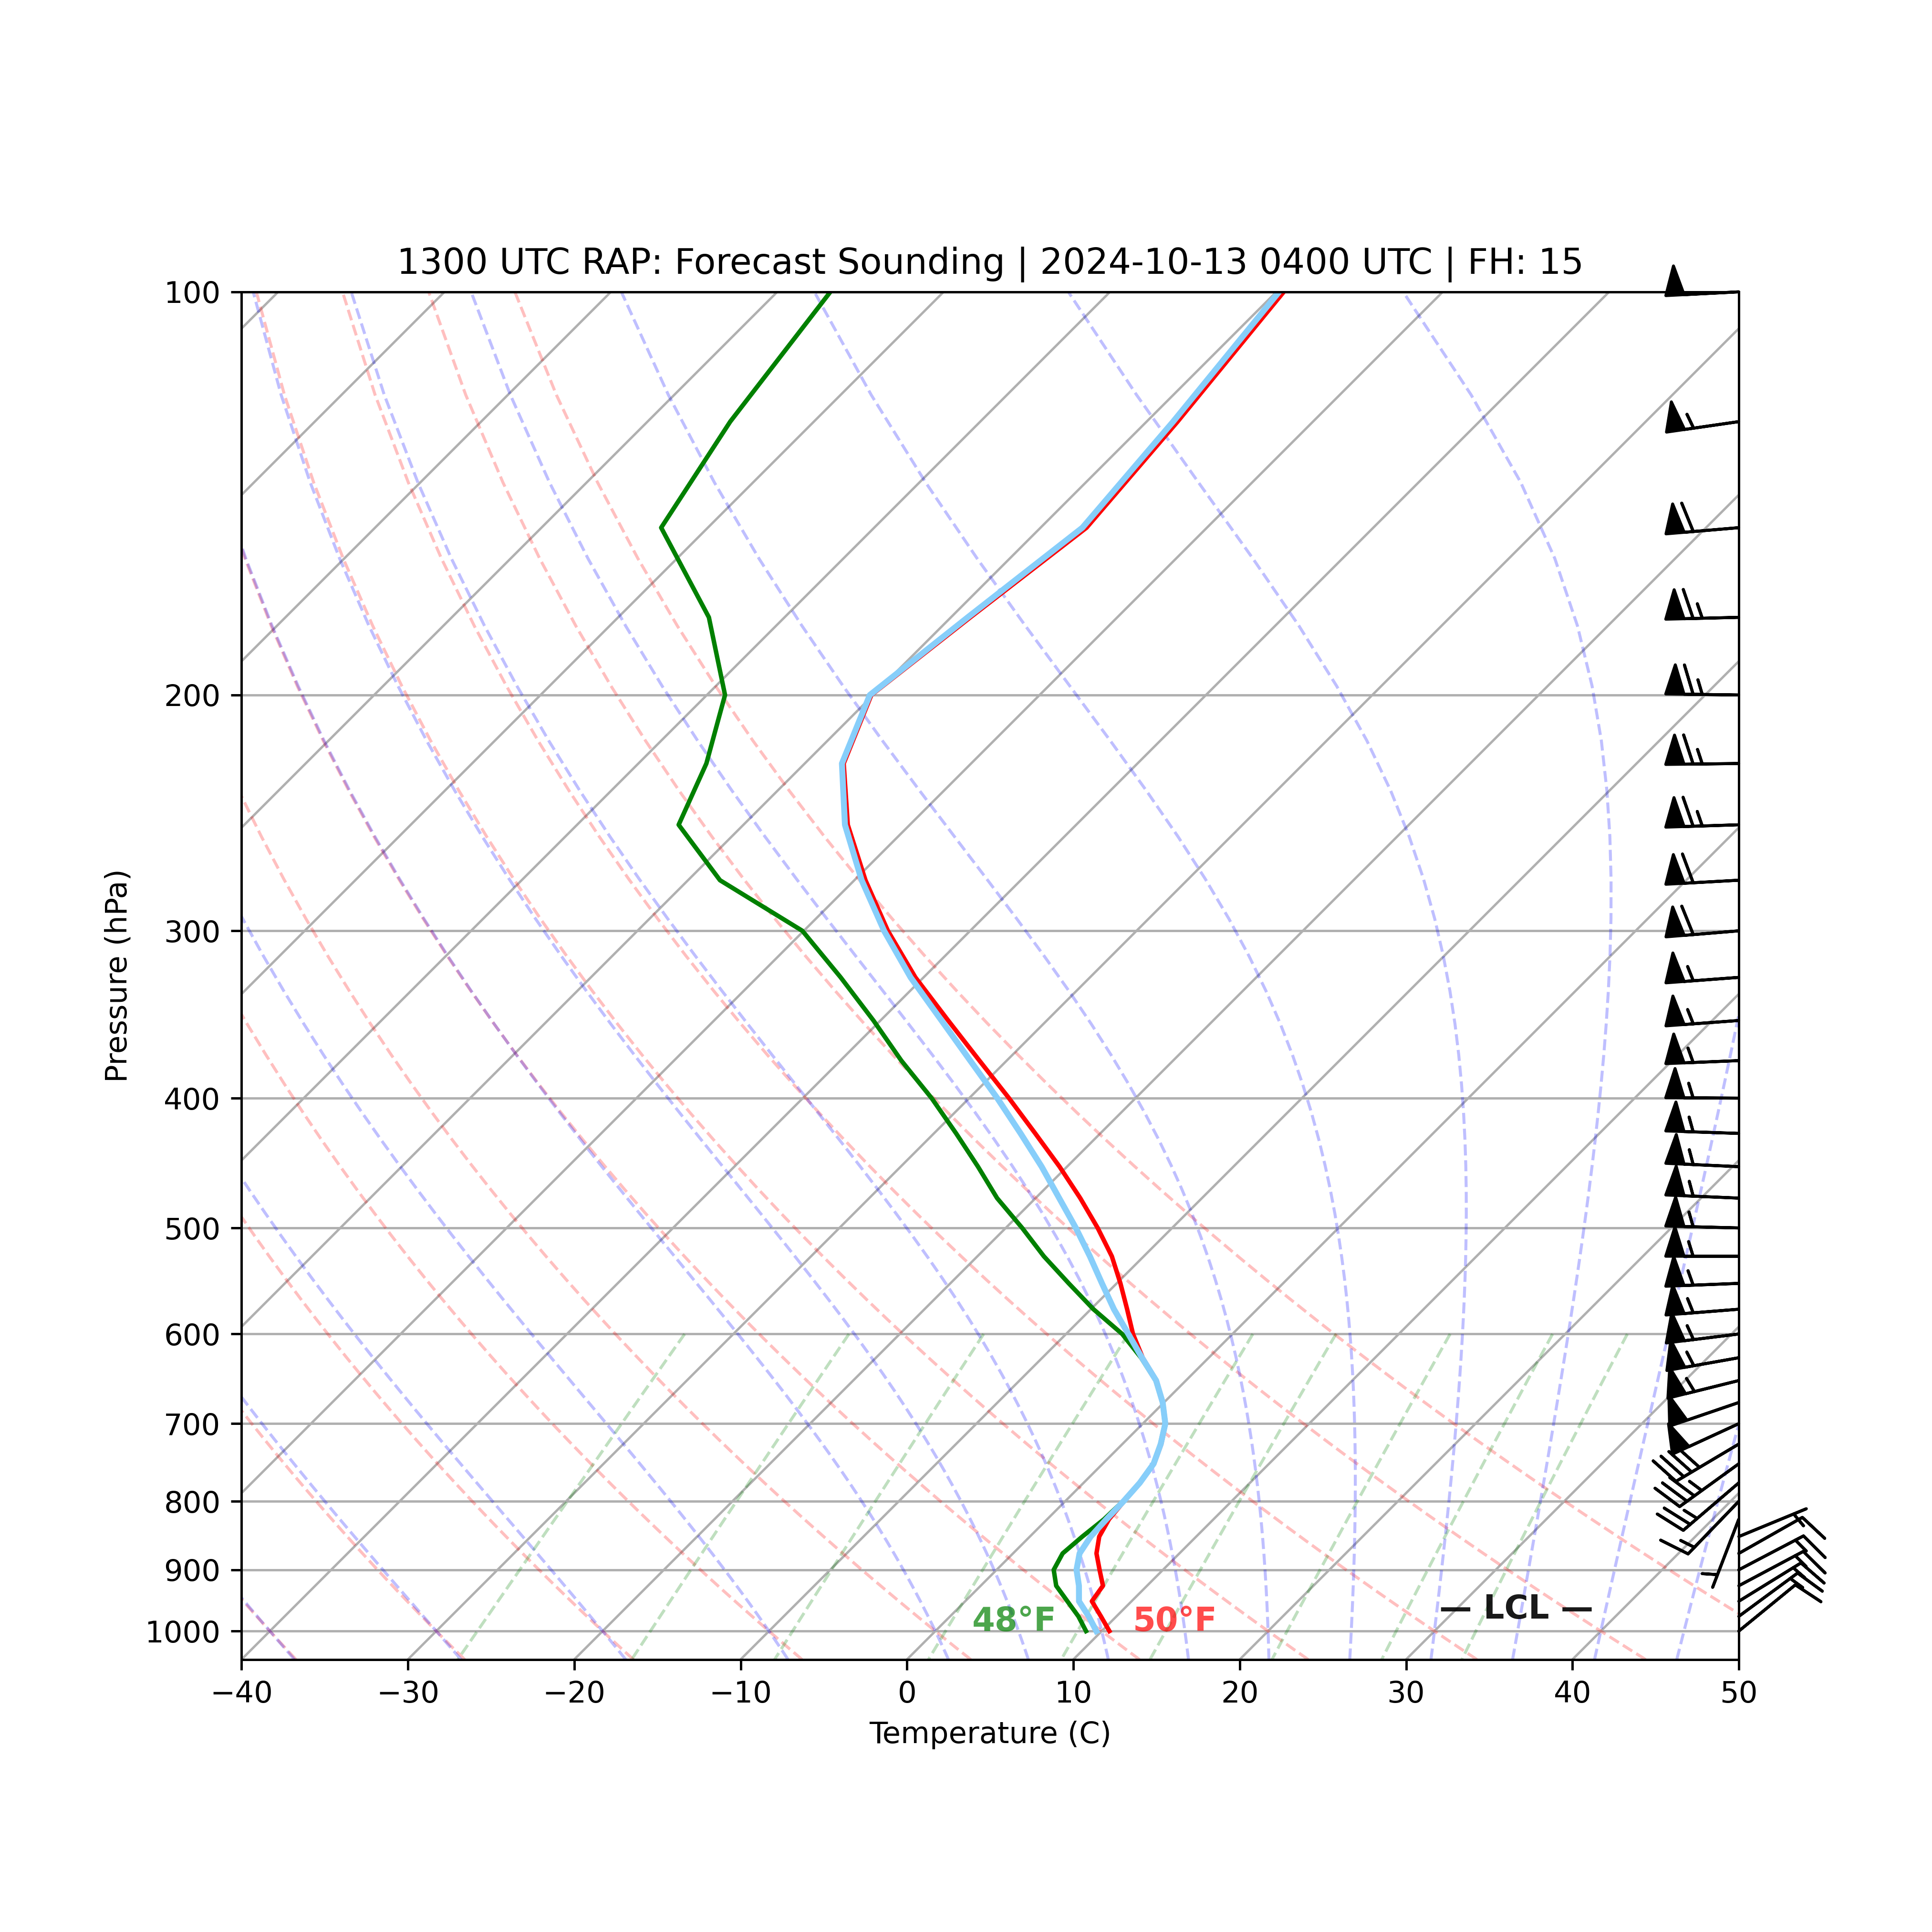 1300 UTC RAP: Forecast Sounding | 2024-10-13 0400 UTC | FH: 15
100
200
300
400
500
600
700
800
900
1000
Pressure (hPa)
48°F
50°F
— LCL —
−40 −30 −20 −10 0 10 20 30 40 50
Temperature (C)